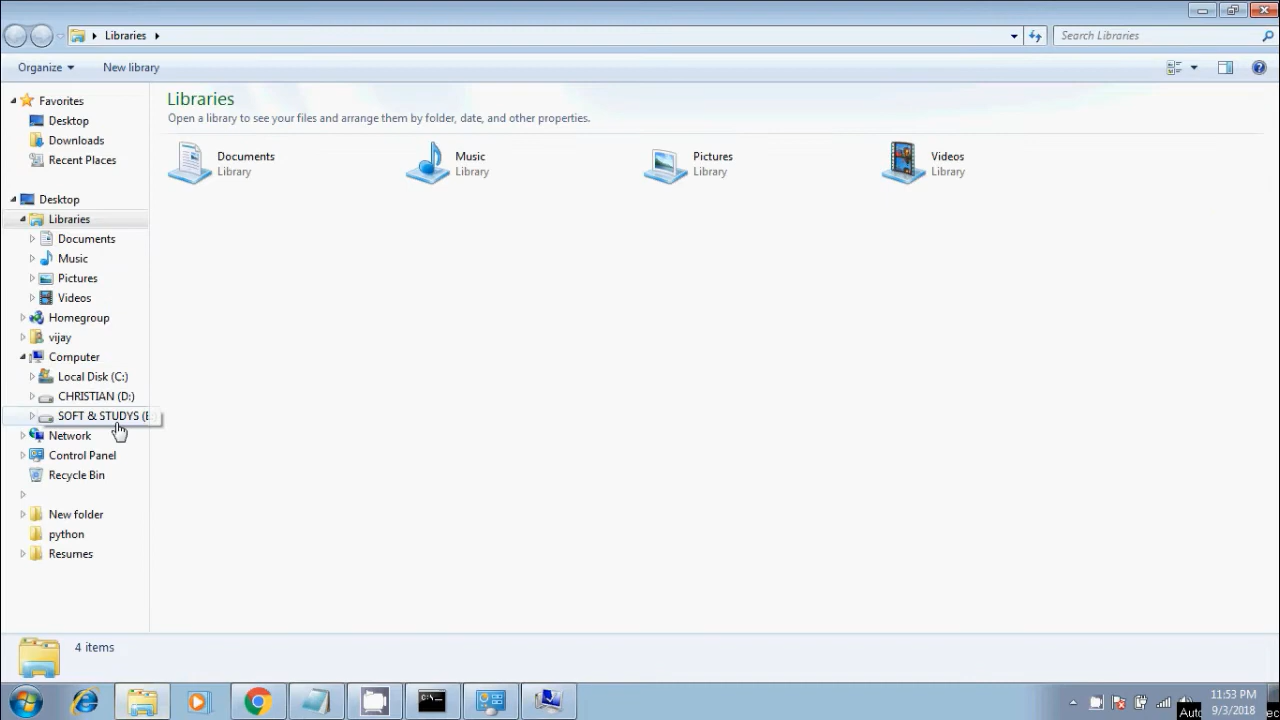 Libraries
Search Libraries
Organize
New library
Favorites
Desktop
Downloads
Recent Places
Desktop
Libraries
Documents
Music
Pictures
Videos
Homegroup
vijay
Computer
Local Disk (C:)
CHRISTIAN (D:)
SOFT & STUDYS (E
Network
Control Panel
Recycle Bin
New folder
python
Resumes
Libraries
Open a library to see your files and arrange them by folder, date, and other properties.
Documents
Library
Music
Library
Pictures
Library
Videos
Library
4 items
11:53 PM
9/3/2018